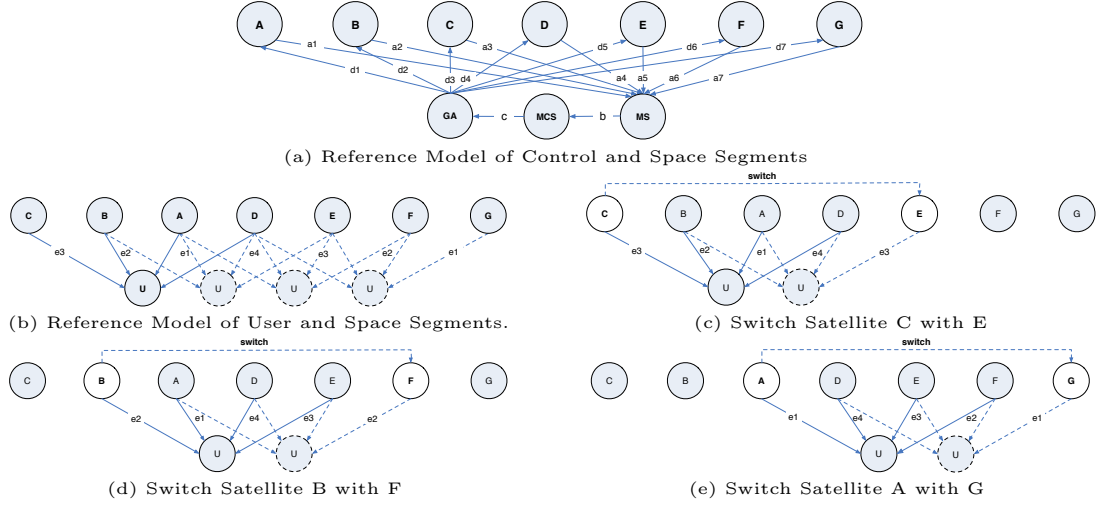 A B C D E F G
a1 a2 a3 d5 d6 d7
d1 d2 d3 d4 a4 a5 a6 a7
GA c MCS b MS
(a) Reference Model of Control and Space Segments
C B A D E F G
e3 e2 e1 e4 e3 e2 e1
U U U U
(b) Reference Model of User and Space Segments.
switch
C B A D E F G
e3 e2 e1 e4 e3
U U
(c) Switch Satellite C with E
switch
C B A D E F G
e2 e1 e4 e3 e2
U U
(d) Switch Satellite B with F
switch
C B A D E F G
e1 e4 e3 e2 e1
U U
(e) Switch Satellite A with G